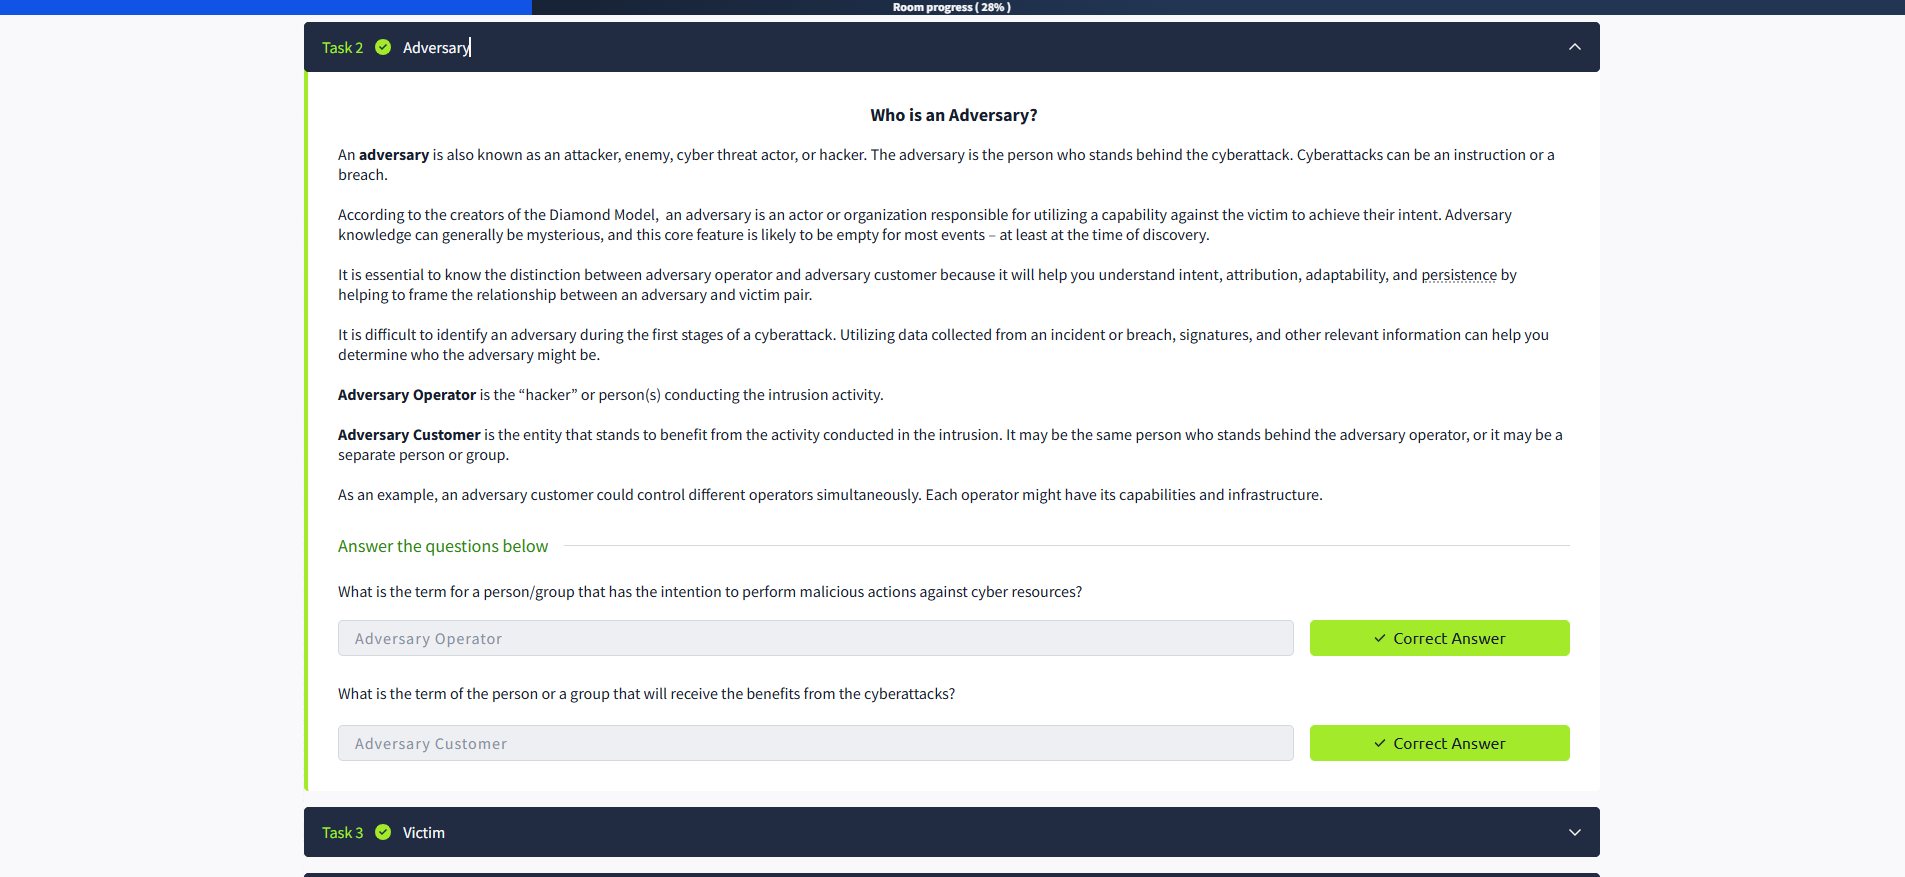 Room progress ( 28% )
Task 2 Adversary
Who is an Adversary?
An adversary is also known as an attacker, enemy, cyber threat actor, or hacker. The adversary is the person who stands behind the cyberattack. Cyberattacks can be an instruction or a
breach.
According to the creators of the Diamond Model,  an adversary is an actor or organization responsible for utilizing a capability against the victim to achieve their intent. Adversary
knowledge can generally be mysterious, and this core feature is likely to be empty for most events – at least at the time of discovery.
It is essential to know the distinction between adversary operator and adversary customer because it will help you understand intent, attribution, adaptability, and persistence by
helping to frame the relationship between an adversary and victim pair.
It is difficult to identify an adversary during the first stages of a cyberattack. Utilizing data collected from an incident or breach, signatures, and other relevant information can help you
determine who the adversary might be.
Adversary Operator is the “hacker” or person(s) conducting the intrusion activity.
Adversary Customer is the entity that stands to benefit from the activity conducted in the intrusion. It may be the same person who stands behind the adversary operator, or it may be a
separate person or group.
As an example, an adversary customer could control different operators simultaneously. Each operator might have its capabilities and infrastructure.
Answer the questions below
What is the term for a person/group that has the intention to perform malicious actions against cyber resources?
Adversary Operator
Correct Answer
What is the term of the person or a group that will receive the benefits from the cyberattacks?
Adversary Customer
Correct Answer
Task 3 Victim